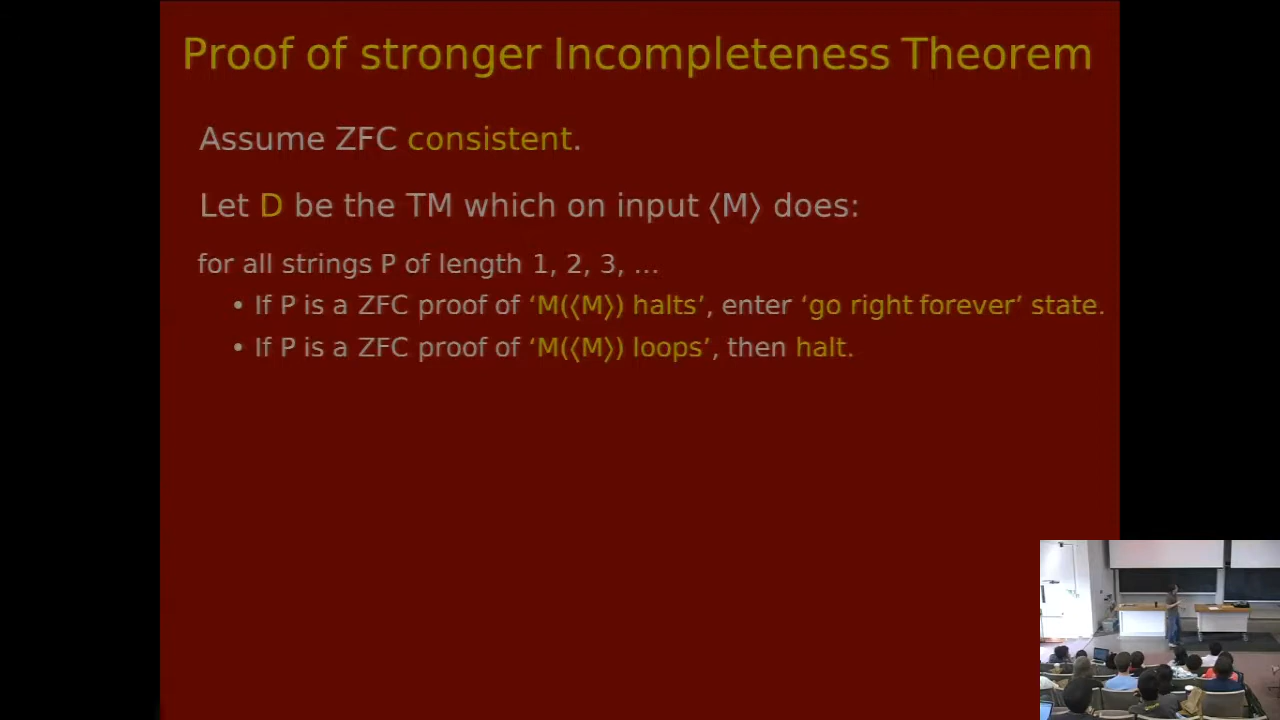 Proof of stronger Incompleteness Theorem
Assume ZFC consistent.
Let D be the TM which on input ⟨M⟩ does:
for all strings P of length 1, 2, 3, …
• If P is a ZFC proof of ‘M(⟨M⟩) halts’, enter ‘go right forever’ state.
• If P is a ZFC proof of ‘M(⟨M⟩) loops’, then halt.